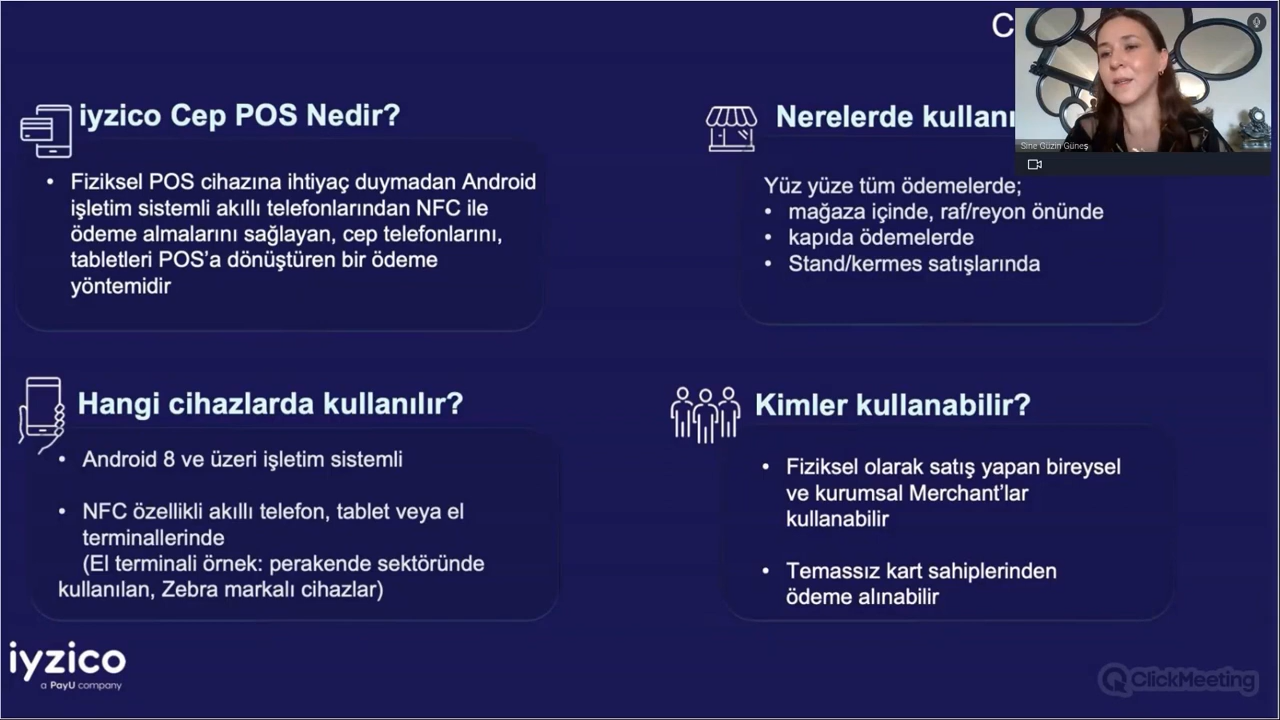 C
Sine Güzin Güneş
iyzico Cep POS Nedir?
• Fiziksel POS cihazına ihtiyaç duymadan Android
işletim sistemli akıllı telefonlarından NFC ile
ödeme almalarını sağlayan, cep telefonlarını,
tabletleri POS'a dönüştüren bir ödeme
yöntemidir
Nerelerde kullanı
Yüz yüze tüm ödemelerde;
• mağaza içinde, raf/reyon önünde
• kapıda ödemelerde
• Stand/kermes satışlarında
Hangi cihazlarda kullanılır?
• Android 8 ve üzeri işletim sistemli
• NFC özellikli akıllı telefon, tablet veya el
terminallerinde
(El terminali örnek: perakende sektöründe
kullanılan, Zebra markalı cihazlar)
Kimler kullanabilir?
• Fiziksel olarak satış yapan bireysel
ve kurumsal Merchant'lar
kullanabilir
• Temassız kart sahiplerinden
ödeme alınabilir
iyzico
a PayU company
ClickMeeting